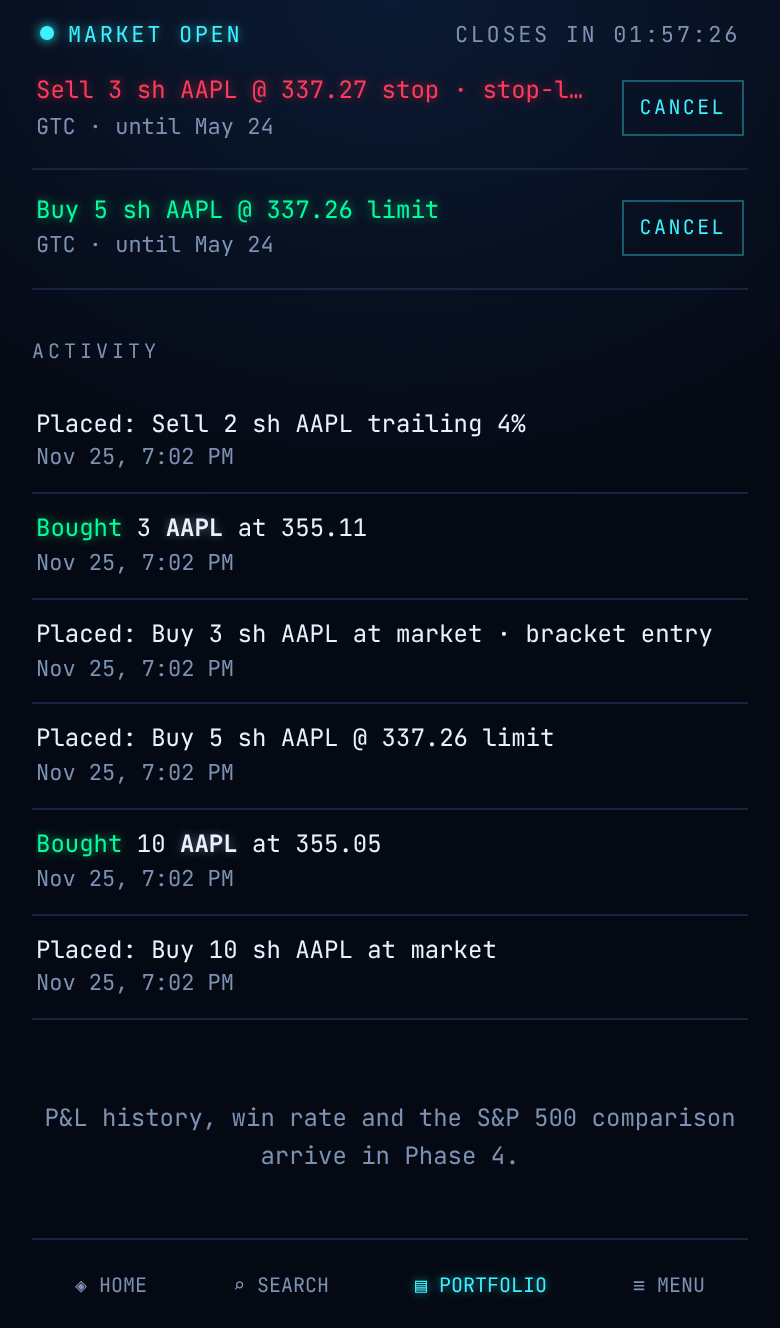 MARKET OPEN CLOSES IN 01:57:26
Sell 3 sh AAPL @ 337.27 stop · stop-l…
CANCEL
GTC · until May 24
Buy 5 sh AAPL @ 337.26 limit
CANCEL
GTC · until May 24
ACTIVITY
Placed: Sell 2 sh AAPL trailing 4%
Nov 25, 7:02 PM
Bought 3 AAPL at 355.11
Nov 25, 7:02 PM
Placed: Buy 3 sh AAPL at market · bracket entry
Nov 25, 7:02 PM
Placed: Buy 5 sh AAPL @ 337.26 limit
Nov 25, 7:02 PM
Bought 10 AAPL at 355.05
Nov 25, 7:02 PM
Placed: Buy 10 sh AAPL at market
Nov 25, 7:02 PM
P&L history, win rate and the S&P 500 comparison
arrive in Phase 4.
HOME SEARCH PORTFOLIO MENU